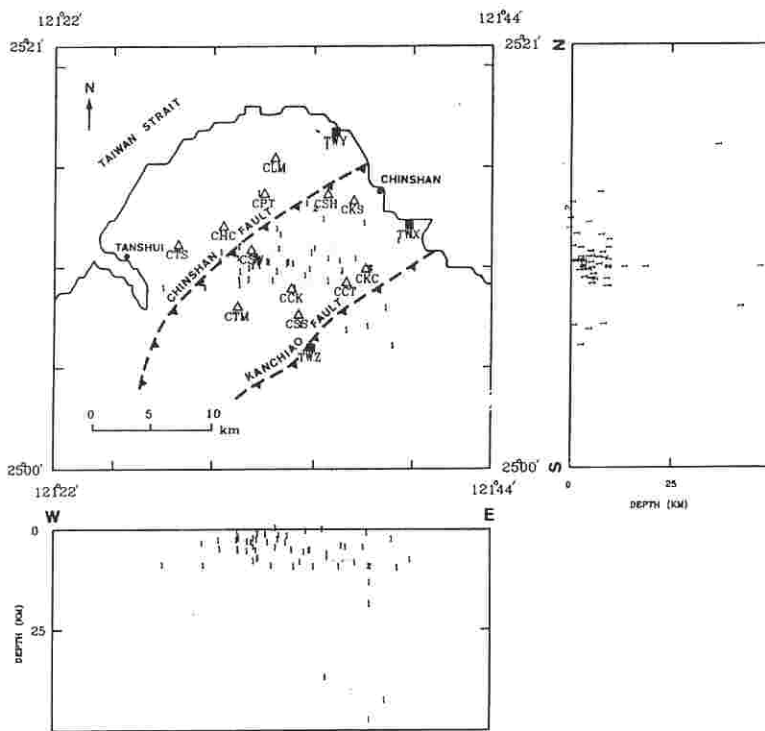 121°22′ 121°44′
25°21′ 25°21′ N
N
TAIWAN STRAIT
TWY
CLM
CHINSHAN
CPT CSH CKS
CHC TWX
CTS
TANSHUI
CHINSHAN FAULT
CKC
CCK CCT
CTM CSS
KANCHIAO FAULT
TWZ
0 5 10
km
25°00′ 25°00′ S
121°22′ 121°44′
0 25
DEPTH (KM)
W E
0
25
DEPTH (KM)